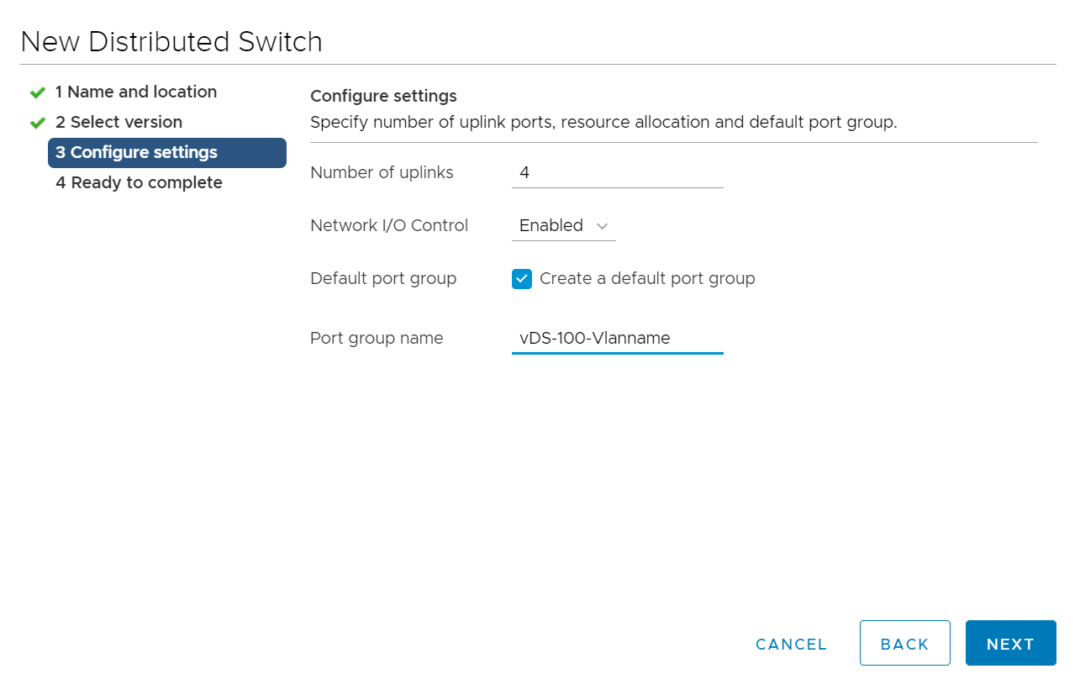 New Distributed Switch
1 Name and location
2 Select version
3 Configure settings
4 Ready to complete
Configure settings
Specify number of uplink ports, resource allocation and default port group.
Number of uplinks 4
Network I/O Control Enabled
Default port group Create a default port group
Port group name vDS-100-Vlanname
CANCEL BACK NEXT